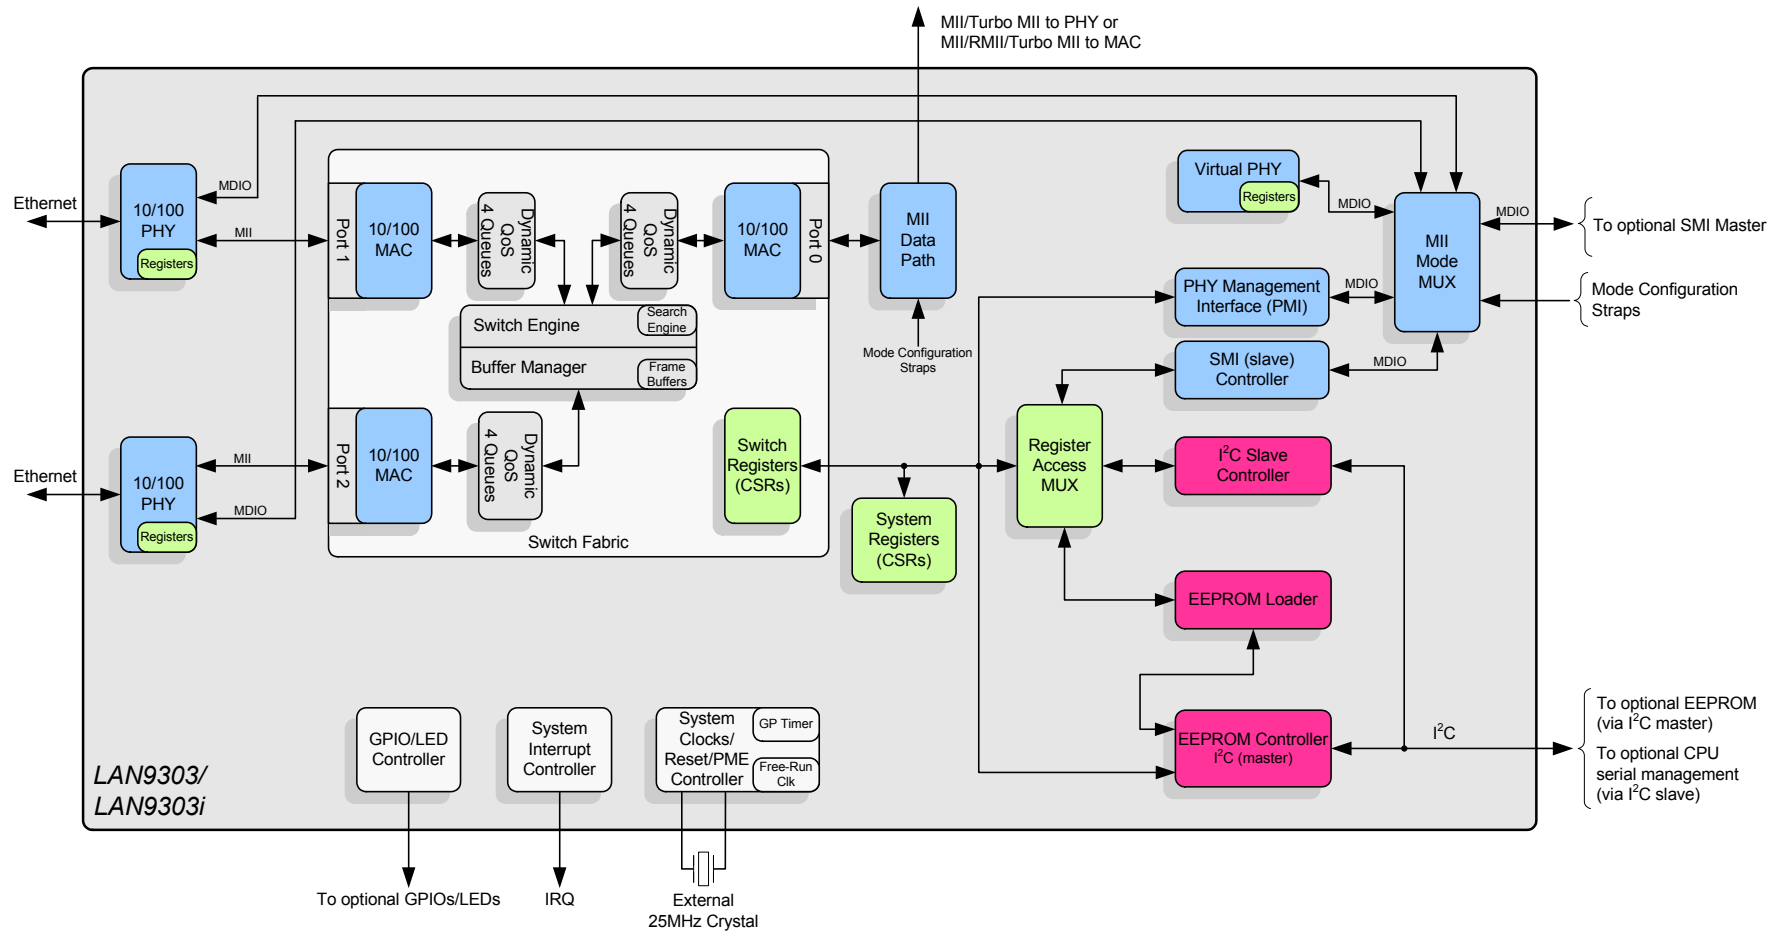 MII/Turbo MII to PHY or
MII/RMII/Turbo MII to MAC
Ethernet
10/100
PHY
Registers
MDIO
MII
Port 1
10/100
MAC
Dynamic
QoS
4 Queues
Dynamic
QoS
4 Queues
10/100
MAC
Port 0
MII
Data
Path
Mode Configuration
Straps
Switch Engine
Search
Engine
Buffer Manager
Frame
Buffers
Virtual PHY
Registers
MDIO
MII
Mode
MUX
MDIO
To optional SMI Master
Mode Configuration
Straps
PHY Management
Interface (PMI)
MDIO
SMI (slave)
Controller
MDIO
Ethernet
10/100
PHY
Registers
MII
MDIO
Port 2
10/100
MAC
Dynamic
QoS
4 Queues
Switch
Registers
(CSRs)
Switch Fabric
System
Registers
(CSRs)
Register
Access
MUX
I²C Slave
Controller
EEPROM Loader
EEPROM Controller
I²C (master)
I²C
To optional EEPROM
(via I²C master)
To optional CPU
serial management
(via I²C slave)
LAN9303/
LAN9303i
GPIO/LED
Controller
System
Interrupt
Controller
System
Clocks/
Reset/PME
Controller
GP Timer
Free-Run
Clk
To optional GPIOs/LEDs
IRQ
External
25MHz Crystal